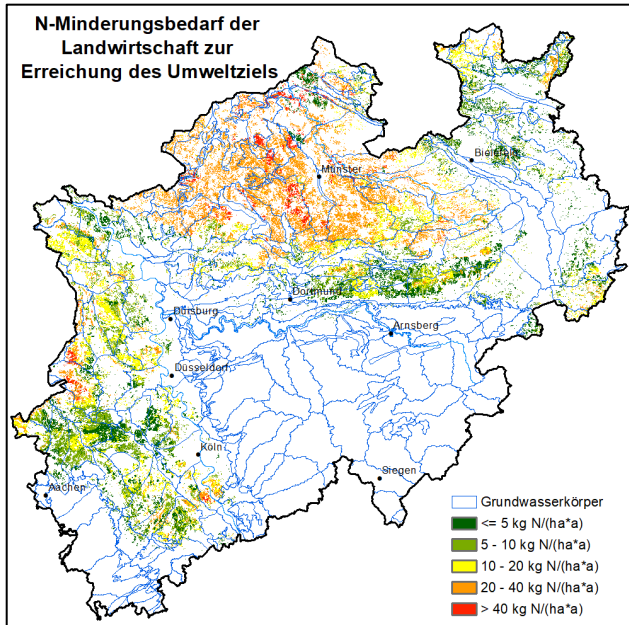 N-Minderungsbedarf der
Landwirtschaft zur
Erreichung des Umweltziels
Bielefeld
Münster
Dortmund
Duisburg
Arnsberg
Düsseldorf
Köln
Siegen
Aachen
Grundwasserkörper
<= 5 kg N/(ha*a)
5 - 10 kg N/(ha*a)
10 - 20 kg N/(ha*a)
20 - 40 kg N/(ha*a)
> 40 kg N/(ha*a)